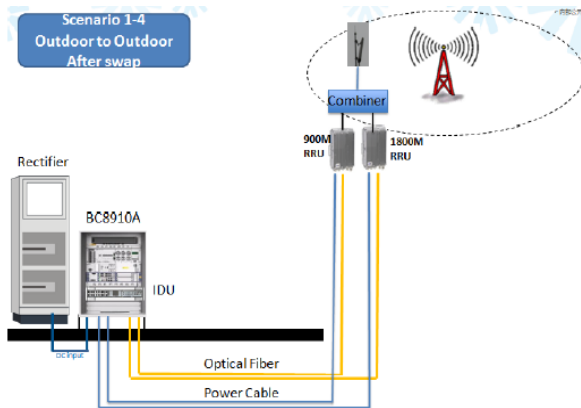 Scenario 1-4
Outdoor to Outdoor
After swap
Combiner
900M
RRU
1800M
RRU
Rectifier
BC8910A
IDU
DC input
Optical Fiber
Power Cable